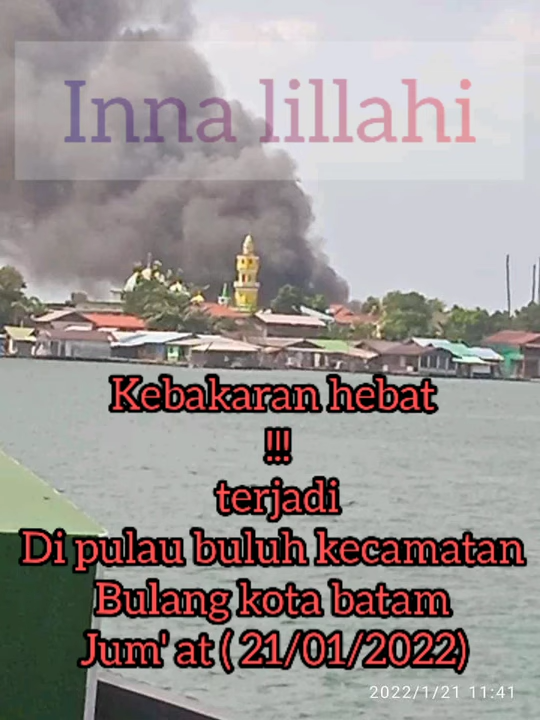 Inna lillahi
Kebakaran hebat
!!!
terjadi
Di pulau buluh kecamatan
Bulang kota batam
Jum' at ( 21/01/2022)
2022/1/21 11:41